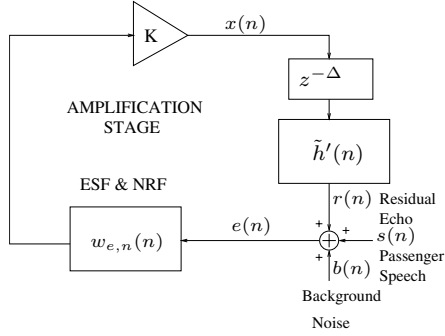 K
x(n)
z^{-Δ}
AMPLIFICATION
STAGE
h̃′(n)
ESF & NRF
r(n) Residual
Echo
e(n)
+ +
s(n)
w_{e,n}(n)
+
Passenger
b(n) Speech
Background
Noise